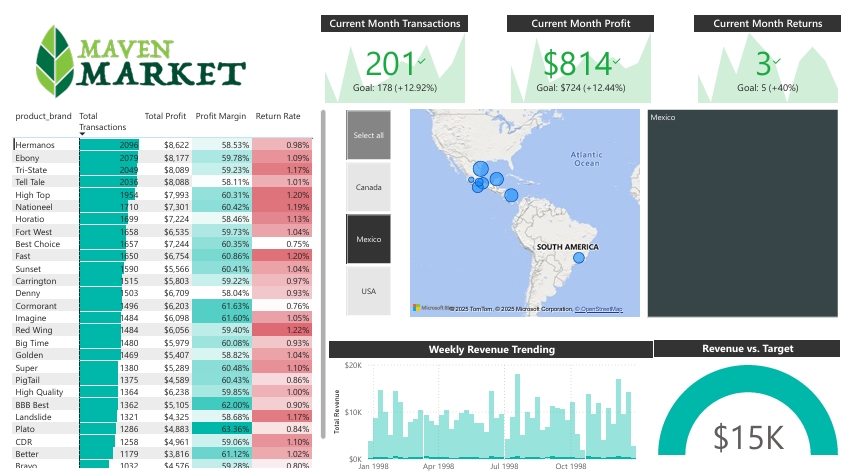 MAVEN
MARKET
Current Month Transactions
201✓
Goal: 178 (+12.92%)
Current Month Profit
$814✓
Goal: $724 (+12.44%)
Current Month Returns
3✓
Goal: 5 (+40%)
product_brand Total Transactions Total Profit Profit Margin Return Rate
Hermanos 2096 $8,622 58.53% 0.98%
Ebony 2079 $8,177 59.78% 1.09%
Tri-State 2049 $8,089 59.23% 1.17%
Tell Tale 2036 $8,088 58.11% 1.01%
High Top 1954 $7,993 60.31% 1.20%
Nationeel 1710 $7,301 60.42% 1.19%
Horatio 1699 $7,224 58.46% 1.13%
Fort West 1658 $6,535 59.73% 1.04%
Best Choice 1657 $7,244 60.35% 0.75%
Fast 1650 $6,754 60.86% 1.20%
Sunset 1590 $5,566 60.41% 1.04%
Carrington 1515 $5,803 59.22% 0.97%
Denny 1503 $6,709 58.04% 0.93%
Cormorant 1496 $6,203 61.63% 0.76%
Imagine 1484 $6,098 61.60% 1.05%
Red Wing 1484 $6,056 59.40% 1.22%
Big Time 1480 $5,979 60.08% 0.93%
Golden 1469 $5,407 58.82% 1.04%
Super 1380 $5,289 60.48% 1.10%
PigTail 1375 $4,589 60.43% 0.86%
High Quality 1364 $6,238 59.85% 1.00%
BBB Best 1362 $5,105 62.00% 0.90%
Landslide 1321 $4,325 58.68% 1.17%
Plato 1286 $4,883 63.36% 0.84%
CDR 1258 $4,961 59.06% 1.10%
Better 1179 $3,816 61.12% 1.02%
Bravo 1032 $4,576 59.28% 0.80%
Select all
Canada
Mexico
USA
Atlantic
Ocean
SOUTH AMERICA
© 2025 TomTom, © 2025 Microsoft Corporation, © OpenStreetMap
Mexico
Weekly Revenue Trending
Total Revenue
$20K
$10K
$0K
Jan 1998 Apr 1998 Jul 1998 Oct 1998
Revenue vs. Target
$15K